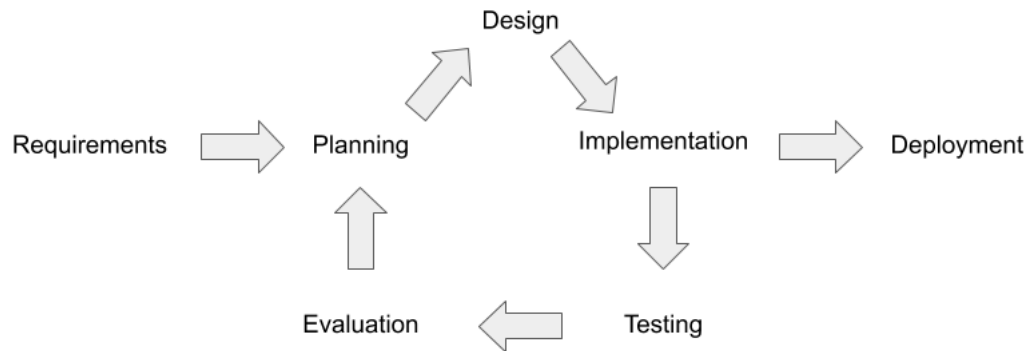 Design
Requirements
Planning
Implementation
Deployment
Evaluation
Testing